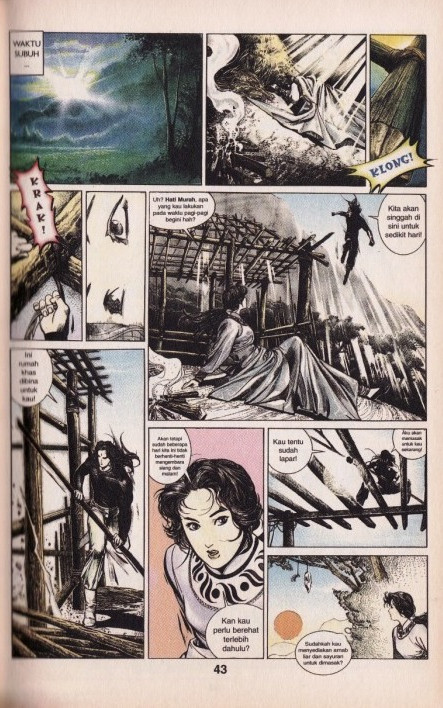 WAKTU
SUBUH
...
KLONG!
KRAK!
Uh? Hati Murah, apa
yang kau lakukan
pada waktu pagi-pagi
begini hah?
Kita akan
singgah di
sini untuk
sedikit hari!
Ini
rumah
khas
dibina
untuk
kau!
Akan tetapi
sudah beberapa
hari kita ini tidak
berhenti-henti
mengembara
siang dan
malam!
Kan kau
perlu berehat
terlebih
dahulu?
Kau tentu
sudah
lapar!
Aku akan
memasak
untuk kau
sekarang!
Sudahkah kau
menyediakan arnab
liar dan sayuran
untuk dimasak?
43